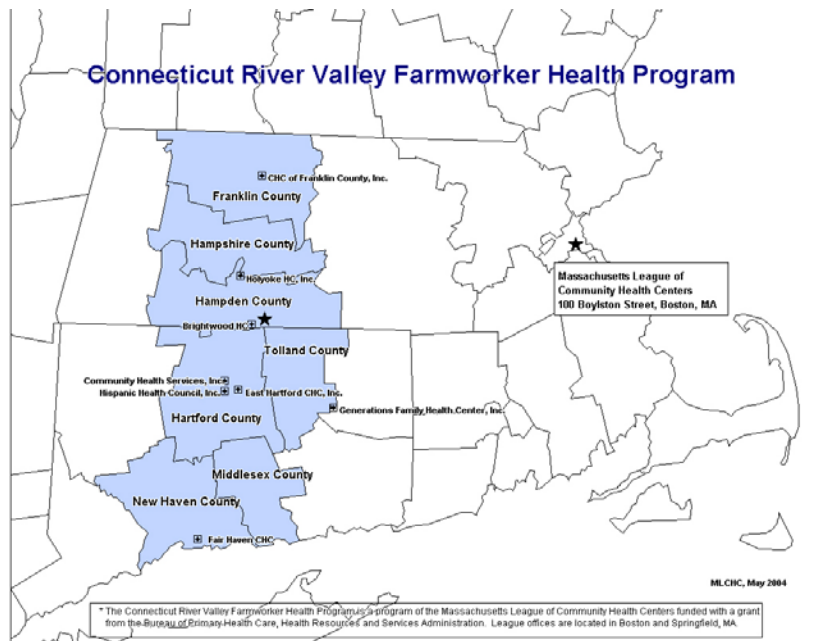 Connecticut River Valley Farmworker Health Program
CHC of Franklin County, Inc.
Franklin County
Hampshire County
Holyoke HC, Inc.
Hampden County
Massachusetts League of
Community Health Centers
100 Boylston Street, Boston, MA
Brightwood HC
Tolland County
Community Health Services, Inc.
Hispanic Health Council, Inc.
East Hartford CHC, Inc.
Generations Family Health Center, Inc.
Hartford County
Middlesex County
New Haven County
Fair Haven CHC
MLCHC, May 2004
* The Connecticut River Valley Farmworker Health Program is a program of the Massachusetts League of Community Health Centers funded with a grant
from the Bureau of Primary Health Care, Health Resources and Services Administration. League offices are located in Boston and Springfield, MA.